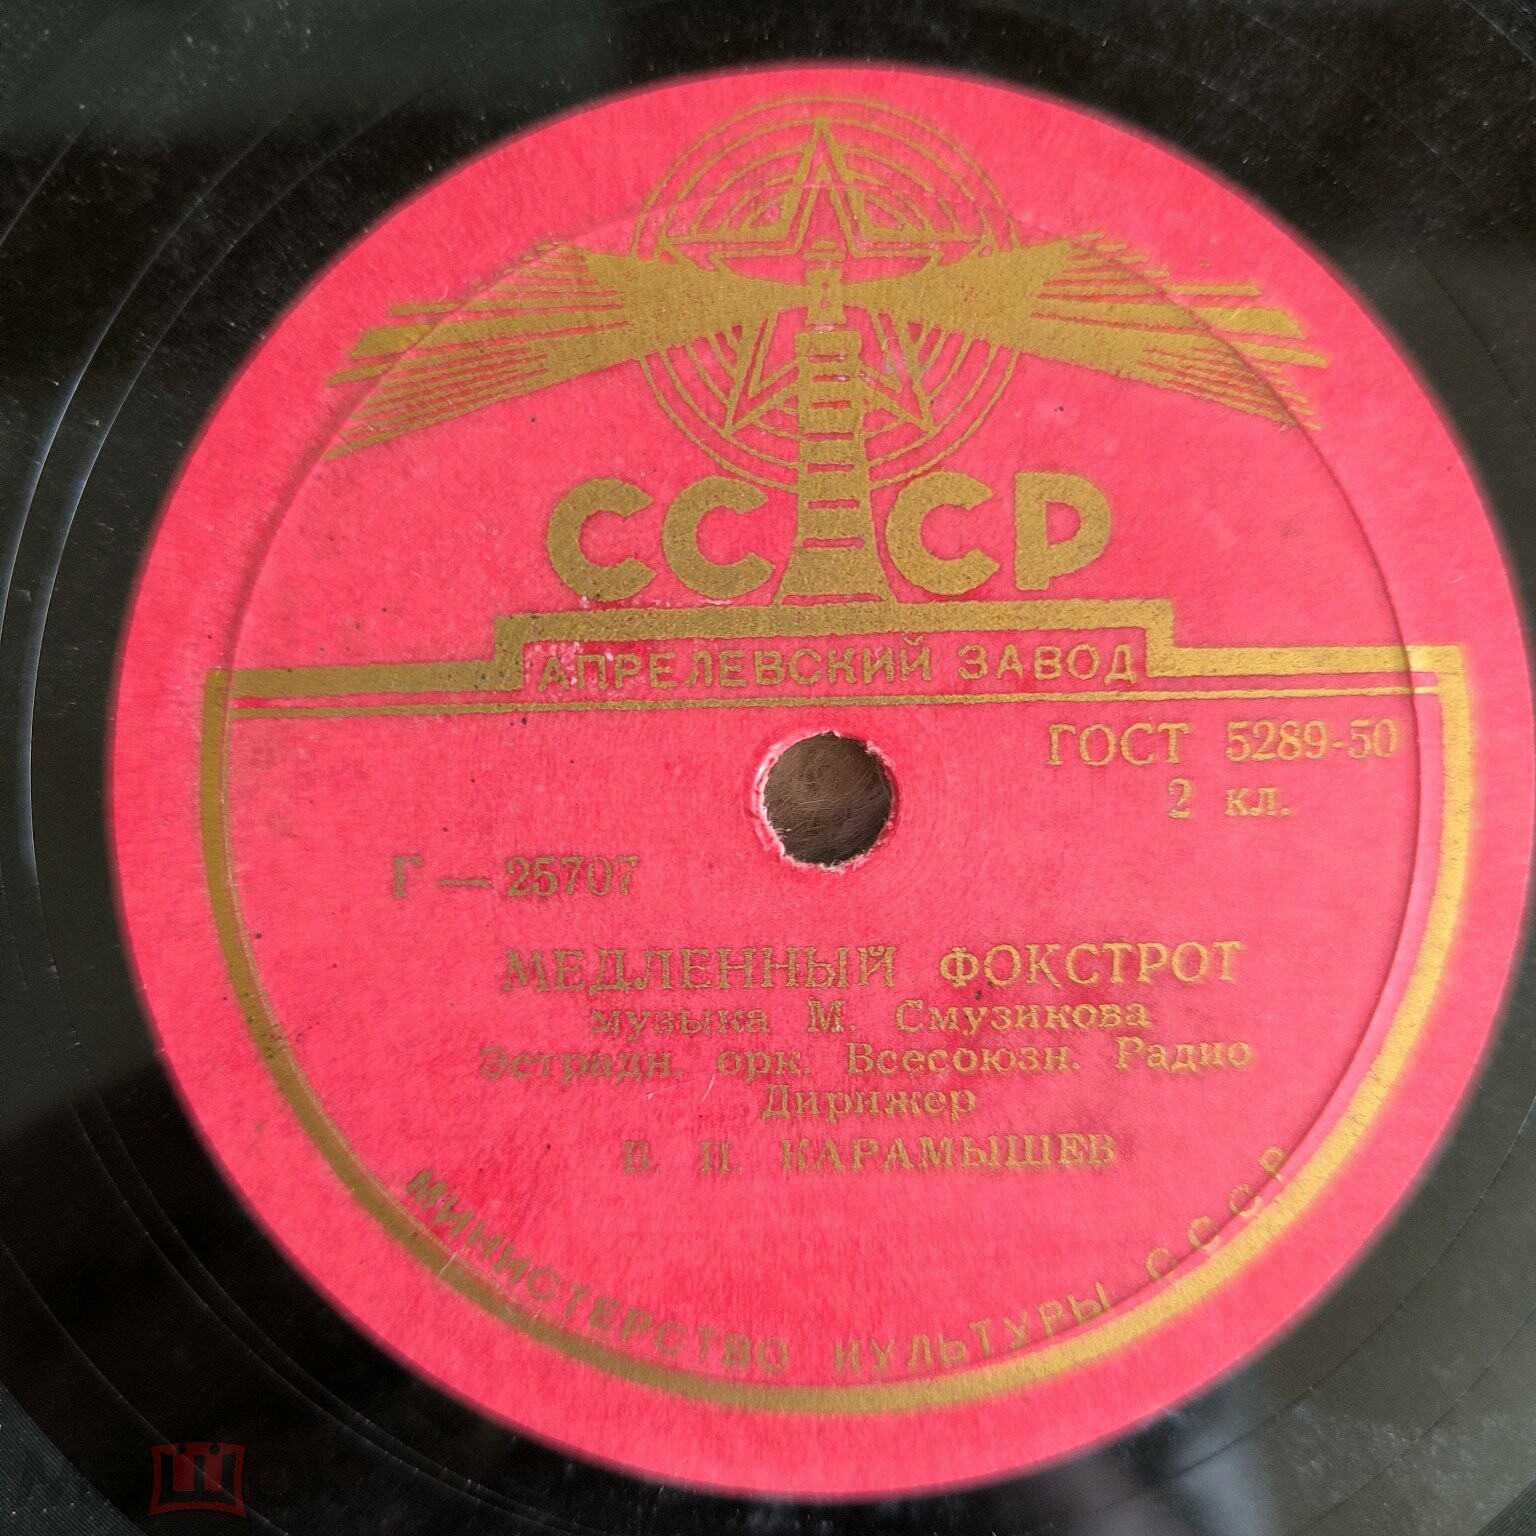 СССР
АПРЕЛЕВСКИЙ ЗАВОД
ГОСТ 5289-50
2 кл.
Г — 25707
МЕДЛЕННЫЙ ФОКСТРОТ
музыка М. Смузикова
Эстрадн. орк. Всесоюзн. Радио
Дирижер
КАРАМЫШЕВ
МИНИСТЕРСТВО КУЛЬТУРЫ СССР